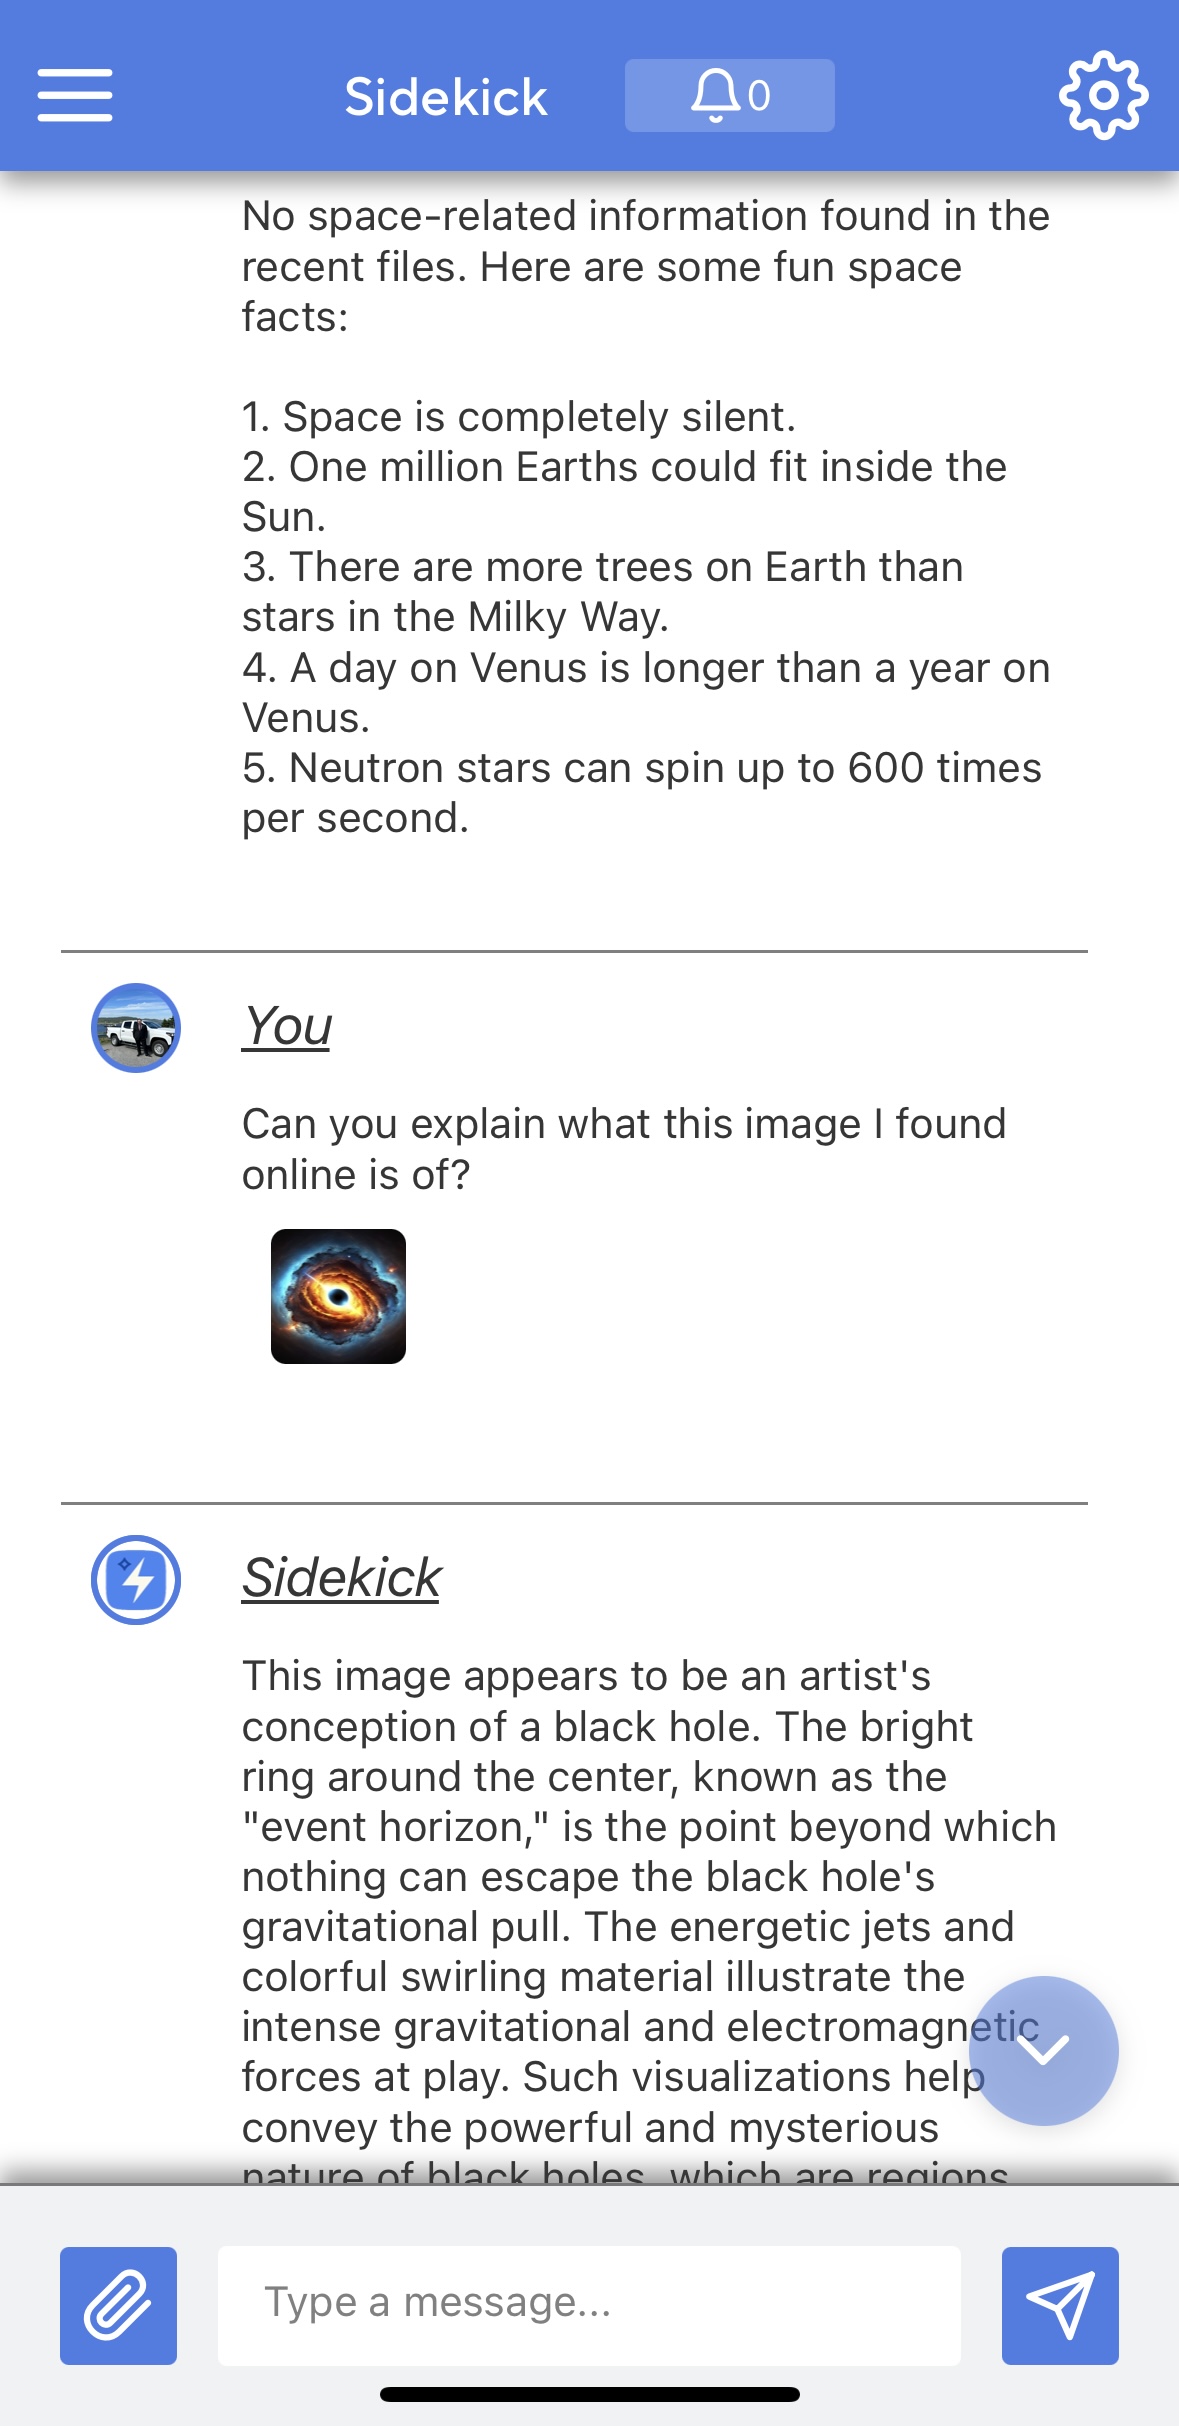 Sidekick
0
No space-related information found in the
recent files. Here are some fun space
facts:
1. Space is completely silent.
2. One million Earths could fit inside the
Sun.
3. There are more trees on Earth than
stars in the Milky Way.
4. A day on Venus is longer than a year on
Venus.
5. Neutron stars can spin up to 600 times
per second.
You
Can you explain what this image I found
online is of?
Sidekick
This image appears to be an artist's
conception of a black hole. The bright
ring around the center, known as the
"event horizon," is the point beyond which
nothing can escape the black hole's
gravitational pull. The energetic jets and
colorful swirling material illustrate the
intense gravitational and electromagnetic
forces at play. Such visualizations help
convey the powerful and mysterious
nature of black holes, which are regions
Type a message...